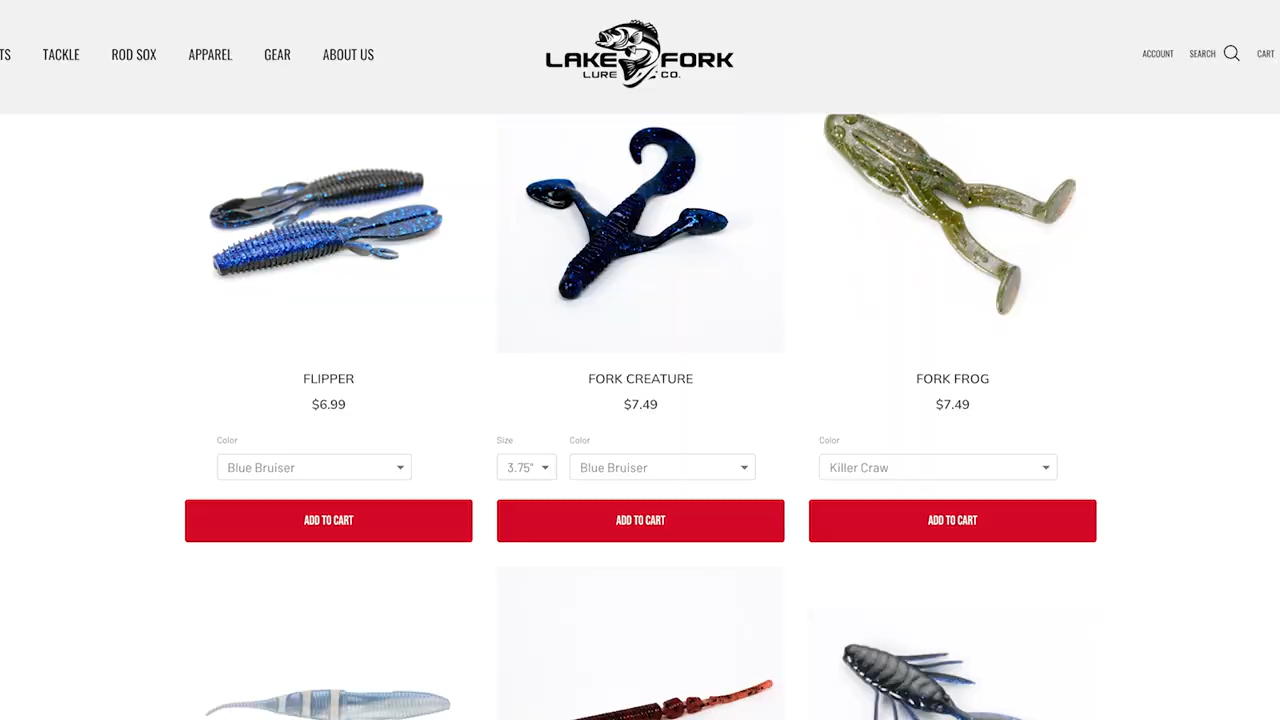 TS TACKLE ROD SOX APPAREL GEAR ABOUT US
LAKE FORK
LURE CO.
ACCOUNT SEARCH CART
FLIPPER
$6.99
Color
Blue Bruiser
ADD TO CART
FORK CREATURE
$7.49
Size Color
3.75" Blue Bruiser
ADD TO CART
FORK FROG
$7.49
Color
Killer Craw
ADD TO CART